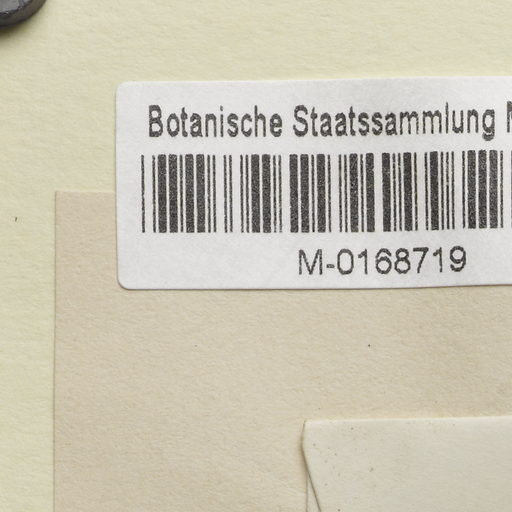 Botanische Staatssammlung
M-0168719